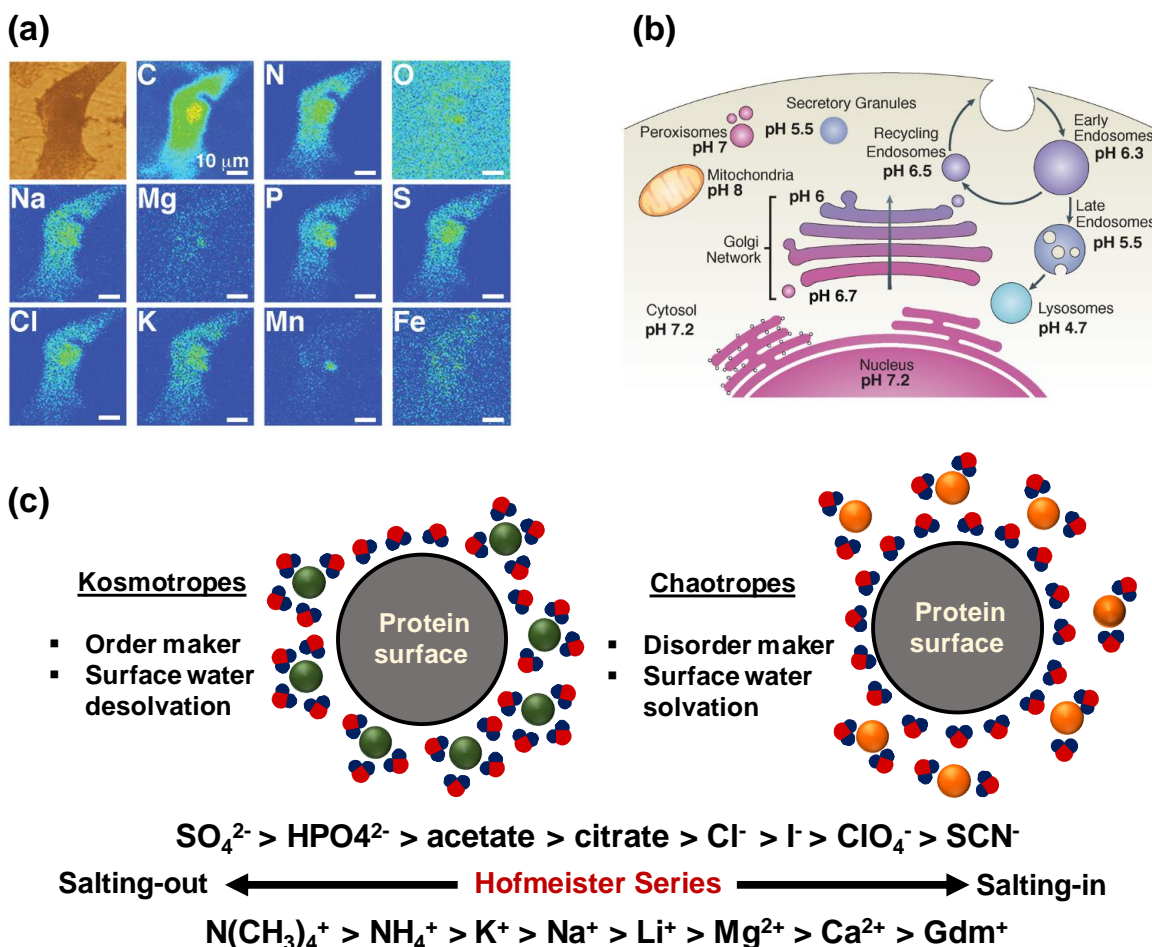 (a)
C
N
O
10 μm
Na
Mg
P
S
Cl
K
Mn
Fe
(b)
Secretory Granules
pH 5.5
Peroxisomes
pH 7
Recycling
Endosomes
pH 6.5
Early
Endosomes
pH 6.3
Mitochondria
pH 8
pH 6
Late
Endosomes
pH 5.5
Golgi
Network
pH 6.7
Lysosomes
pH 4.7
Cytosol
pH 7.2
Nucleus
pH 7.2
(c)
Kosmotropes
▪ Order maker
▪ Surface water
desolvation
Protein
surface
Chaotropes
▪ Disorder maker
▪ Surface water
solvation
Protein
surface
SO₄²⁻ > HPO4²⁻ > acetate > citrate > Cl⁻ > I⁻ > ClO₄⁻ > SCN⁻
Salting-out Hofmeister Series Salting-in
N(CH₃)₄⁺ > NH₄⁺ > K⁺ > Na⁺ > Li⁺ > Mg²⁺ > Ca²⁺ > Gdm⁺